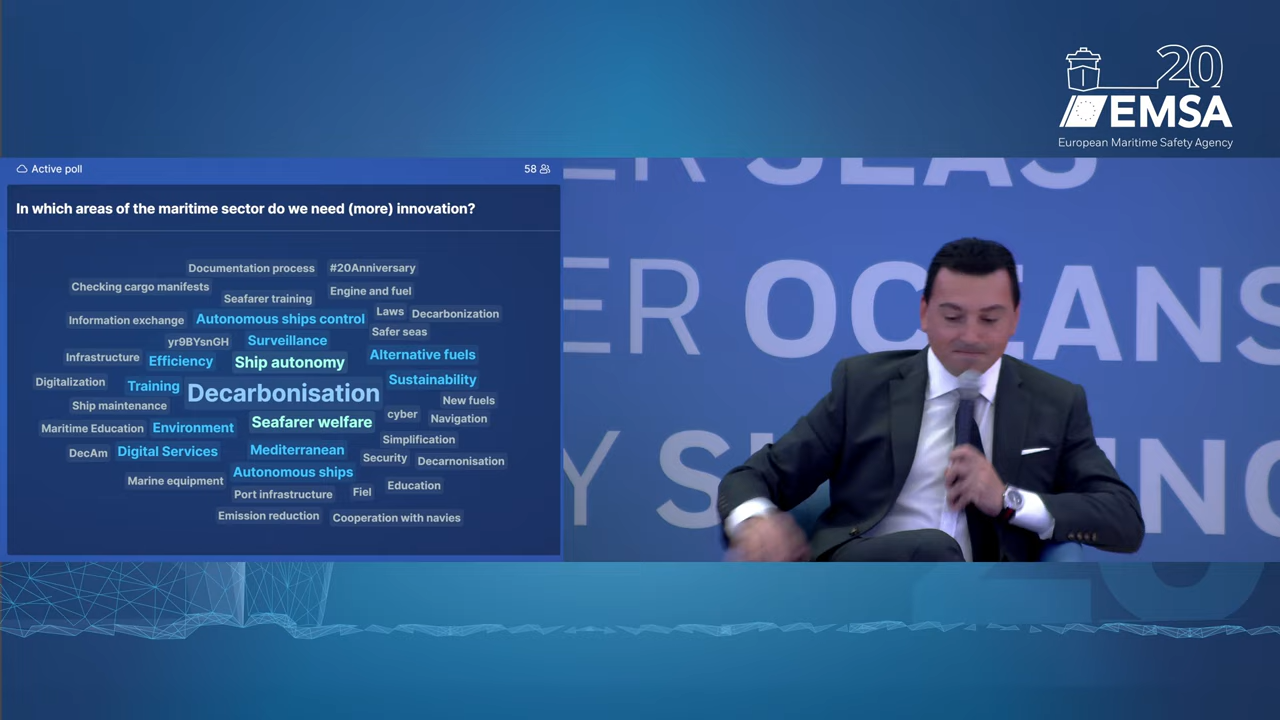 20
EMSA
European Maritime Safety Agency
Active poll
58
In which areas of the maritime sector do we need (more) innovation?
Documentation process
#20Anniversary
Checking cargo manifests
Engine and fuel
Seafarer training
Laws
Decarbonization
Information exchange
Autonomous ships control
Safer seas
yr9BYsnGH
Surveillance
Infrastructure
Efficiency
Ship autonomy
Alternative fuels
Digitalization
Training
Decarbonisation
Sustainability
Ship maintenance
New fuels
cyber
Navigation
Maritime Education
Environment
Seafarer welfare
Simplification
DecAm
Digital Services
Mediterranean
Security
Decarnonisation
Marine equipment
Autonomous ships
Education
Port infrastructure
Fiel
Emission reduction
Cooperation with navies
ER SEAS
ER OCEANS
Y S
NG
20